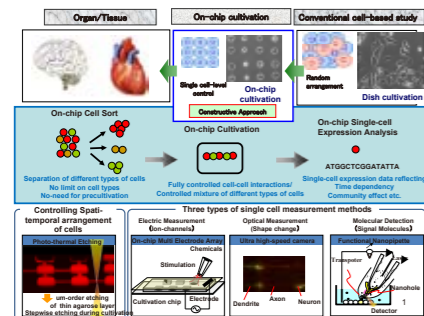 Organ/Tissue
On-chip cultivation
Conventional cell-based study
Single cell-level
control
On-chip
cultivation
Constructive Approach
Random
arrangement
Dish cultivation
On-chip Cell Sort
Separation of different types of cells
No limit on cell types
No-need for precultivation
On-chip Cultivation
Fully controlled cell-cell interactions/
Controlled mixture of different types of cells
On-chip Single-cell
Expression Analysis
ATGGCTCGGATATTA
Single-cell expression data reflecting
Time dependency
Community effect etc.
Controlling Spati-
temporal arrangement
of cells
Photo-thermal Etching
um-order etching
of thin agarose layer
Stepwise etching during cultivation
Three types of single cell measurement methods
Electric Measurement
(Ion-channels)
On-chip Multi Electrode Array
Chemicals
Stimulation
Cultivation chip
Electrode
Optical Measurement
(Shape change)
Ultra high-speed camera
Dendrite
Axon
Neuron
Molecular Detection
(Signal Molecules)
Functional Nanopipette
Nanohole
Detector
1